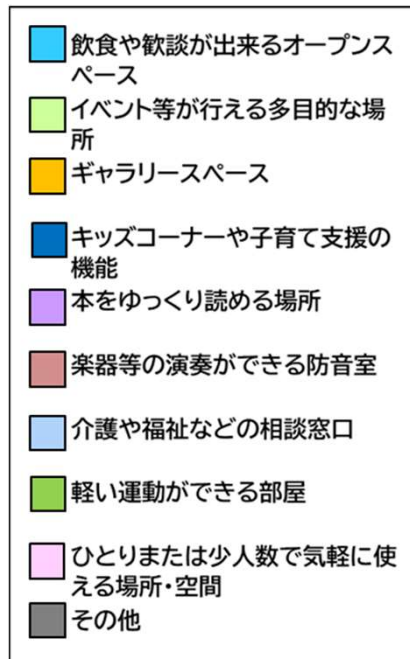 飲食や歓談が出来るオープンス
ペース
イベント等が行える多目的な場
所
ギャラリースペース
キッズコーナーや子育て支援の
機能
本をゆっくり読める場所
楽器等の演奏ができる防音室
介護や福祉などの相談窓口
軽い運動ができる部屋
ひとりまたは少人数で気軽に使
える場所・空間
その他